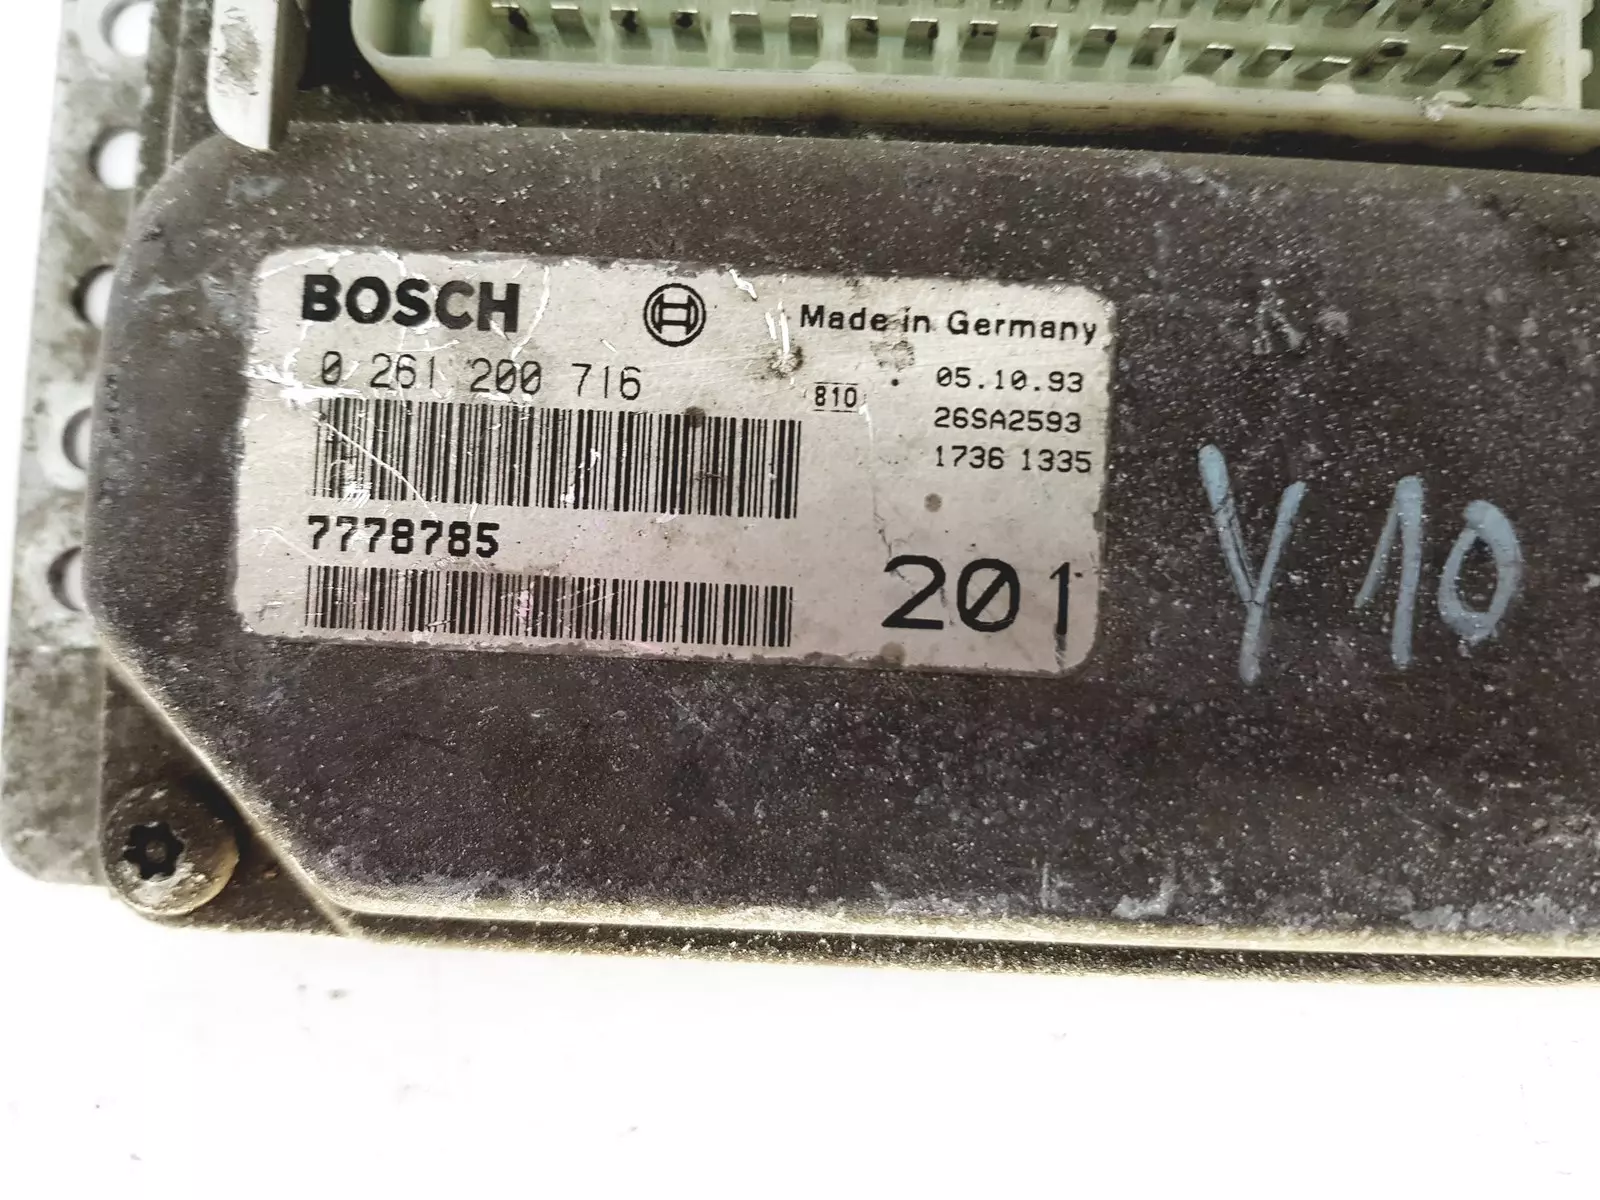 BOSCH
Made in Germany
0 261 200 716
810
05.10.93
26SA2593
1736 1335
7778785
201
Y10